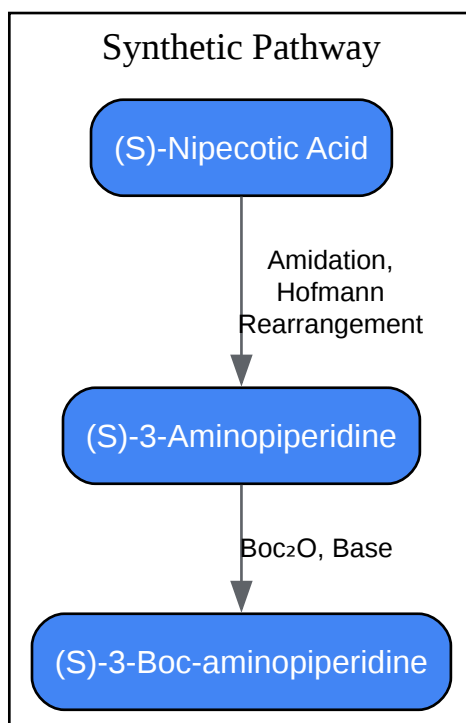 Synthetic Pathway
(S)-Nipecotic Acid
Amidation,
Hofmann
Rearrangement
(S)-3-Aminopiperidine
Boc₂O, Base
(S)-3-Boc-aminopiperidine